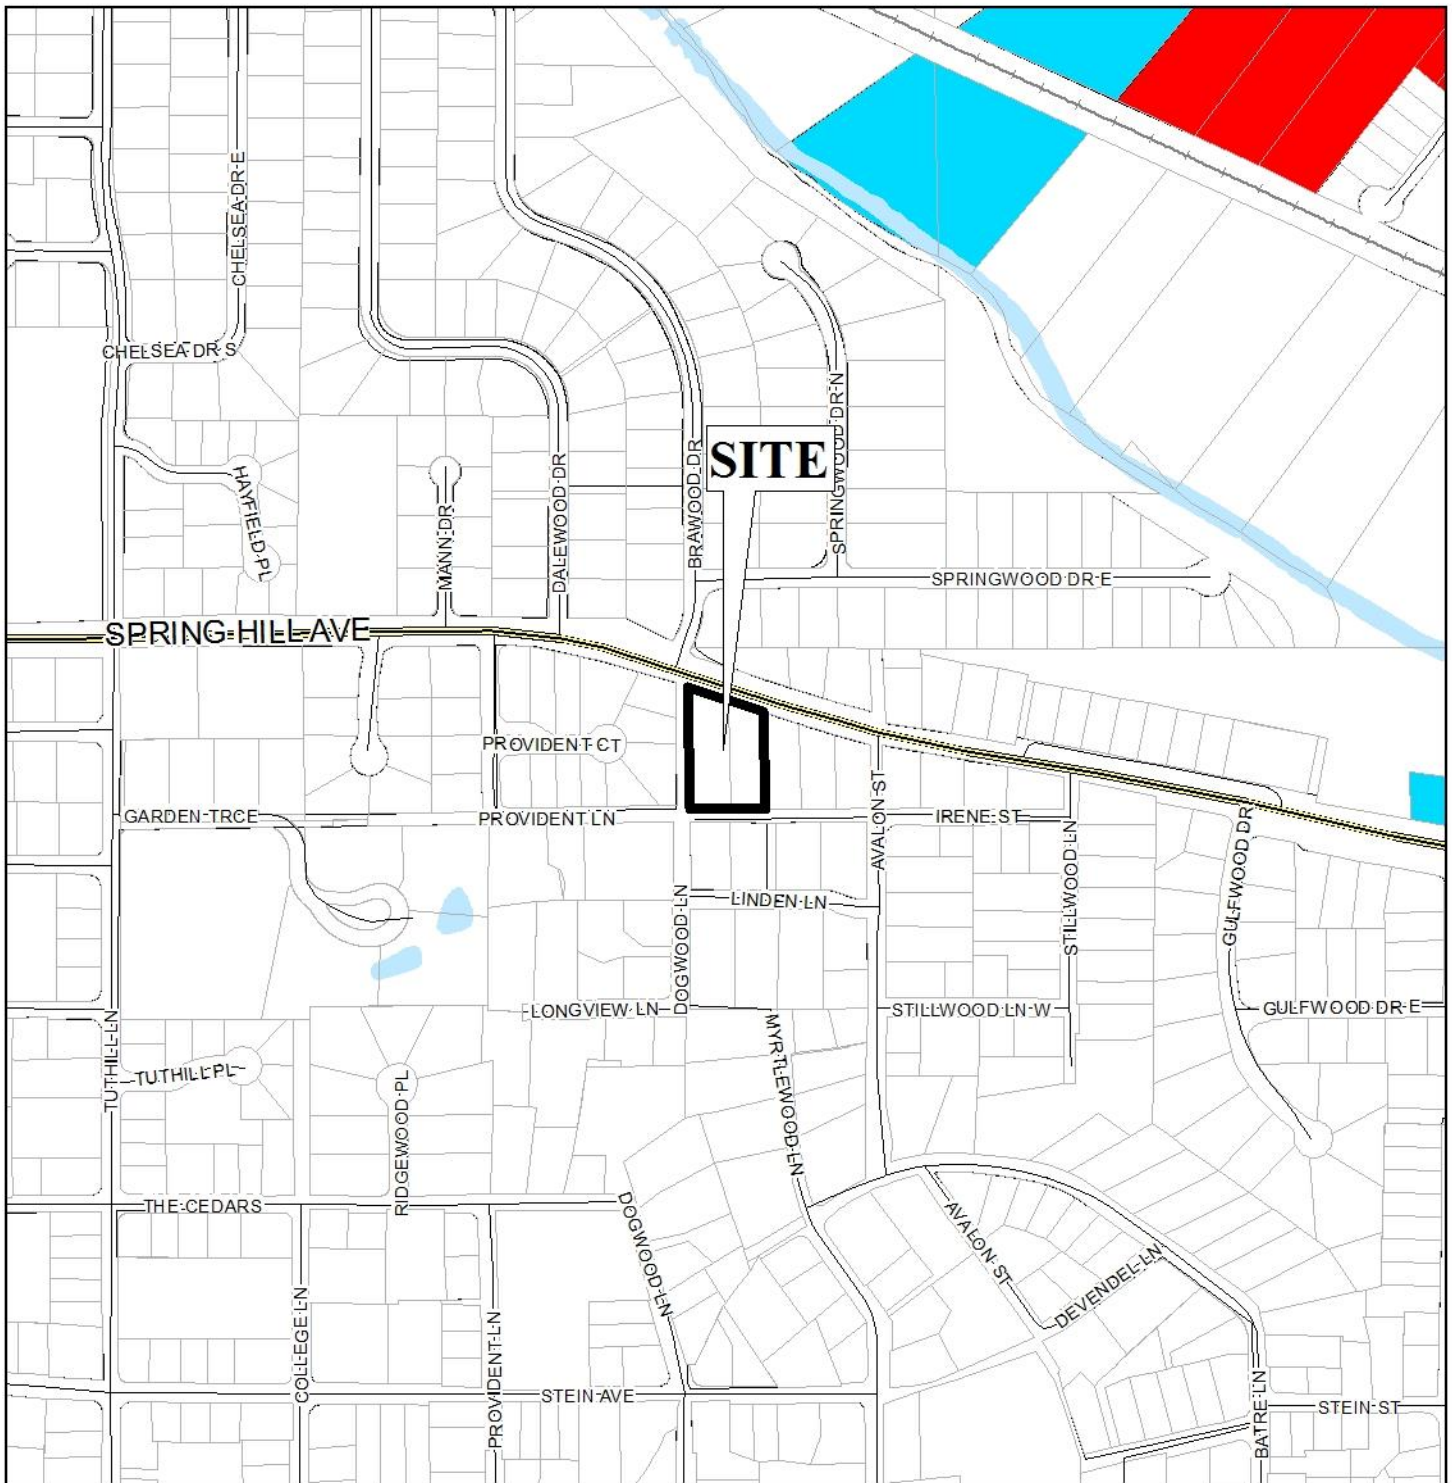 CHELSEA DR E
CHELSEA DR S
SITE
SPRINGWOOD DR N
BRAWOOD DR
DALEWOOD DR
HAYFIELD PL
MANN DR
SPRINGWOOD DR E
SPRING HILL AVE
PROVIDENT CT
GARDEN TRCE
PROVIDENT LN
IRENE ST
AVALON ST
STILLWOOD LN
GULFWOOD DR
LINDEN LN
DOGWOOD LN
LONGVIEW LN
STILLWOOD LN W
GULFWOOD DR E
TUTHILL LN
TUTHILL PL
RIDGEWOOD PL
MYRTLEWOOD LN
THE CEDARS
DOGWOOD LN
AVALON ST
DEVENDEL LN
COLLEGE LN
PROVIDENT LN
STEIN AVE
BATRE LN
STEIN ST